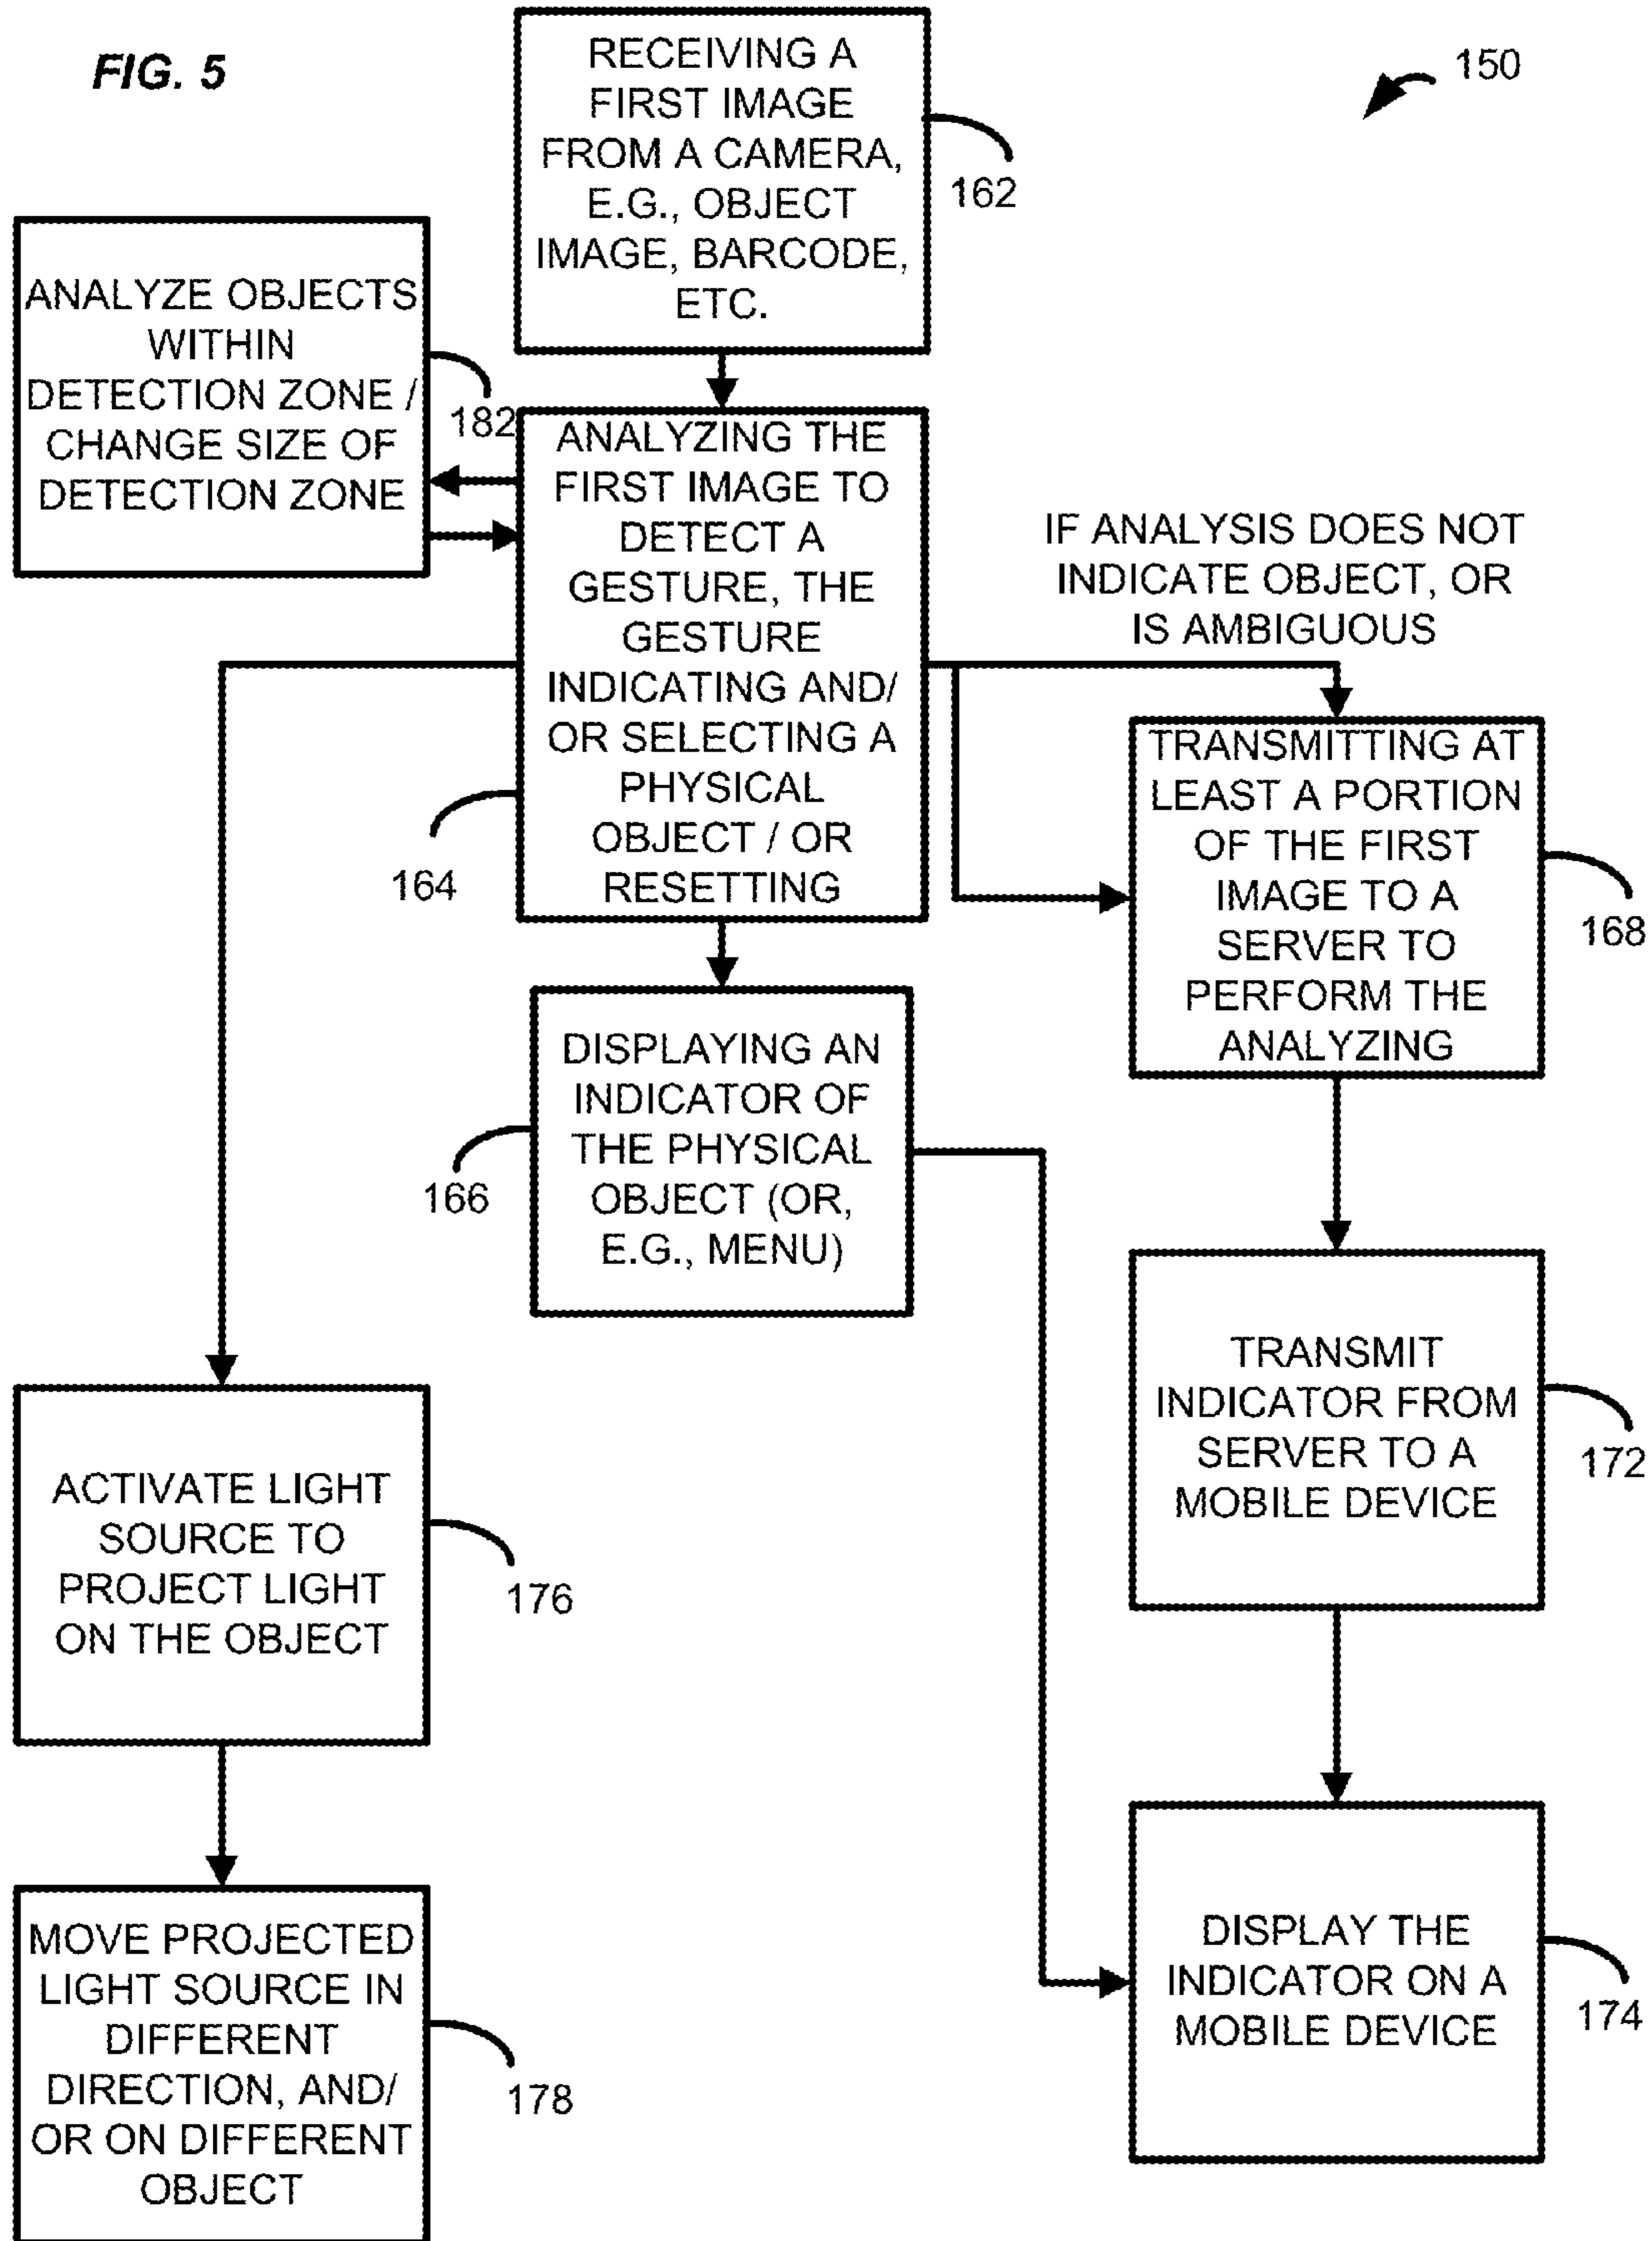 FIG. 5
150
RECEIVING A
FIRST IMAGE
FROM A CAMERA,
E.G., OBJECT
IMAGE, BARCODE,
ETC.
162
ANALYZE OBJECTS
WITHIN
DETECTION ZONE /
CHANGE SIZE OF
DETECTION ZONE
182
ANALYZING THE
FIRST IMAGE TO
DETECT A
GESTURE, THE
GESTURE
INDICATING AND/
OR SELECTING A
PHYSICAL
OBJECT / OR
RESETTING
164
IF ANALYSIS DOES NOT
INDICATE OBJECT, OR
IS AMBIGUOUS
TRANSMITTING AT
LEAST A PORTION
OF THE FIRST
IMAGE TO A
SERVER TO
PERFORM THE
ANALYZING
168
DISPLAYING AN
INDICATOR OF
THE PHYSICAL
OBJECT (OR,
E.G., MENU)
166
TRANSMIT
INDICATOR FROM
SERVER TO A
MOBILE DEVICE
172
ACTIVATE LIGHT
SOURCE TO
PROJECT LIGHT
ON THE OBJECT
176
DISPLAY THE
INDICATOR ON A
MOBILE DEVICE
174
MOVE PROJECTED
LIGHT SOURCE IN
DIFFERENT
DIRECTION, AND/
OR ON DIFFERENT
OBJECT
178